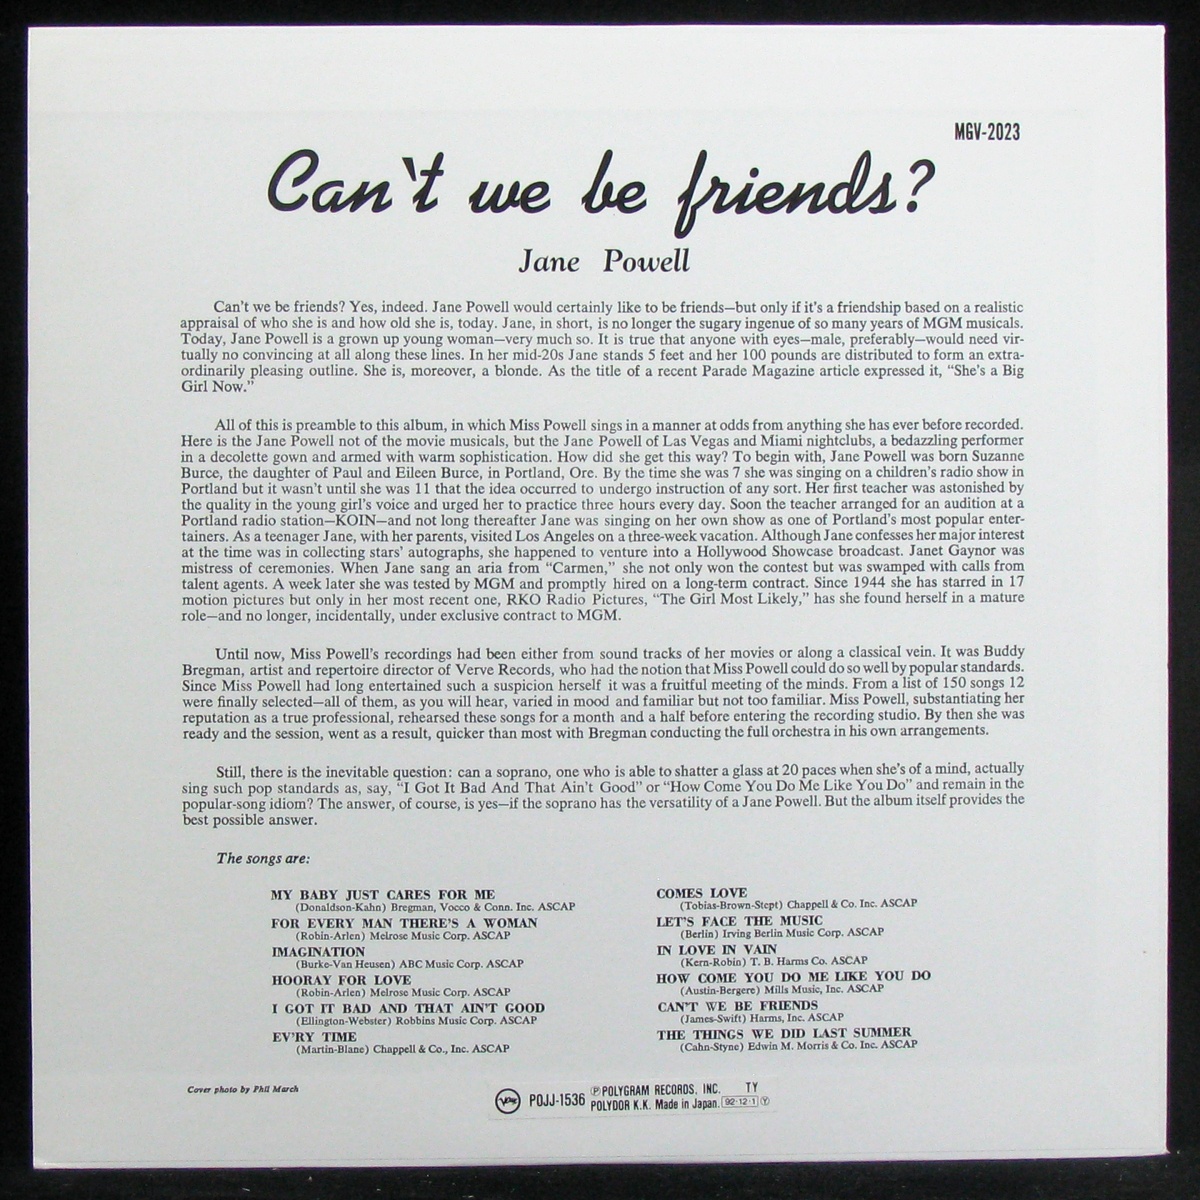 MGV-2023
Can't we be friends?
Jane Powell
Can't we be friends? Yes, indeed. Jane Powell would certainly like to be friends—but only if it's a friendship based on a realistic
appraisal of who she is and how old she is, today. Jane, in short, is no longer the sugary ingenue of so many years of MGM musicals.
Today, Jane Powell is a grown up young woman—very much so. It is true that anyone with eyes—male, preferably—would need vir-
tually no convincing at all along these lines. In her mid-20s Jane stands 5 feet and her 100 pounds are distributed to form an extra-
ordinarily pleasing outline. She is, moreover, a blonde. As the title of a recent Parade Magazine article expressed it, "She's a Big
Girl Now."
All of this is preamble to this album, in which Miss Powell sings in a manner at odds from anything she has ever before recorded.
Here is the Jane Powell not of the movie musicals, but the Jane Powell of Las Vegas and Miami nightclubs, a bedazzling performer
in a decolette gown and armed with warm sophistication. How did she get this way? To begin with, Jane Powell was born Suzanne
Burce, the daughter of Paul and Eileen Burce, in Portland, Ore. By the time she was 7 she was singing on a children's radio show in
Portland but it wasn't until she was 11 that the idea occurred to undergo instruction of any sort. Her first teacher was astonished by
the quality in the young girl's voice and urged her to practice three hours every day. Soon the teacher arranged for an audition at a
Portland radio station—KOIN—and not long thereafter Jane was singing on her own show as one of Portland's most popular enter-
tainers. As a teenager Jane, with her parents, visited Los Angeles on a three-week vacation. Although Jane confesses her major interest
at the time was in collecting stars' autographs, she happened to venture into a Hollywood Showcase broadcast. Janet Gaynor was
mistress of ceremonies. When Jane sang an aria from "Carmen," she not only won the contest but was swamped with calls from
talent agents. A week later she was tested by MGM and promptly hired on a long-term contract. Since 1944 she has starred in 17
motion pictures but only in her most recent one, RKO Radio Pictures, "The Girl Most Likely," has she found herself in a mature
role—and no longer, incidentally, under exclusive contract to MGM.
Until now, Miss Powell's recordings had been either from sound tracks of her movies or along a classical vein. It was Buddy
Bregman, artist and repertoire director of Verve Records, who had the notion that Miss Powell could do so well by popular standards.
Since Miss Powell had long entertained such a suspicion herself it was a fruitful meeting of the minds. From a list of 150 songs 12
were finally selected—all of them, as you will hear, varied in mood and familiar but not too familiar. Miss Powell, substantiating her
reputation as a true professional, rehearsed these songs for a month and a half before entering the recording studio. By then she was
ready and the session, went as a result, quicker than most with Bregman conducting the full orchestra in his own arrangements.
Still, there is the inevitable question: can a soprano, one who is able to shatter a glass at 20 paces when she's of a mind, actually
sing such pop standards as, say, "I Got It Bad And That Ain't Good" or "How Come You Do Me Like You Do" and remain in the
popular-song idiom? The answer, of course, is yes—if the soprano has the versatility of a Jane Powell. But the album itself provides the
best possible answer.
The songs are:
MY BABY JUST CARES FOR ME
(Donaldson-Kahn) Bregman, Vocco & Conn. Inc. ASCAP
FOR EVERY MAN THERE'S A WOMAN
(Robin-Arlen) Melrose Music Corp. ASCAP
IMAGINATION
(Burke-Van Heusen) ABC Music Corp. ASCAP
HOORAY FOR LOVE
(Robin-Arlen) Melrose Music Corp. ASCAP
I GOT IT BAD AND THAT AIN'T GOOD
(Ellington-Webster) Robbins Music Corp. ASCAP
EV'RY TIME
(Martin-Blane) Chappell & Co., Inc. ASCAP
COMES LOVE
(Tobias-Brown-Stept) Chappell & Co. Inc. ASCAP
LET'S FACE THE MUSIC
(Berlin) Irving Berlin Music Corp. ASCAP
IN LOVE IN VAIN
(Kern-Robin) T. B. Harms Co. ASCAP
HOW COME YOU DO ME LIKE YOU DO
(Austin-Bergere) Mills Music, Inc. ASCAP
CAN'T WE BE FRIENDS
(James-Swift) Harms, Inc. ASCAP
THE THINGS WE DID LAST SUMMER
(Cahn-Styne) Edwin M. Morris & Co. Inc. ASCAP
Cover photo by Phil March
Verve POJJ-1536 ℗POLYGRAM RECORDS, INC. TY
POLYDOR K.K. Made in Japan. 92·12·1 Ⓨ